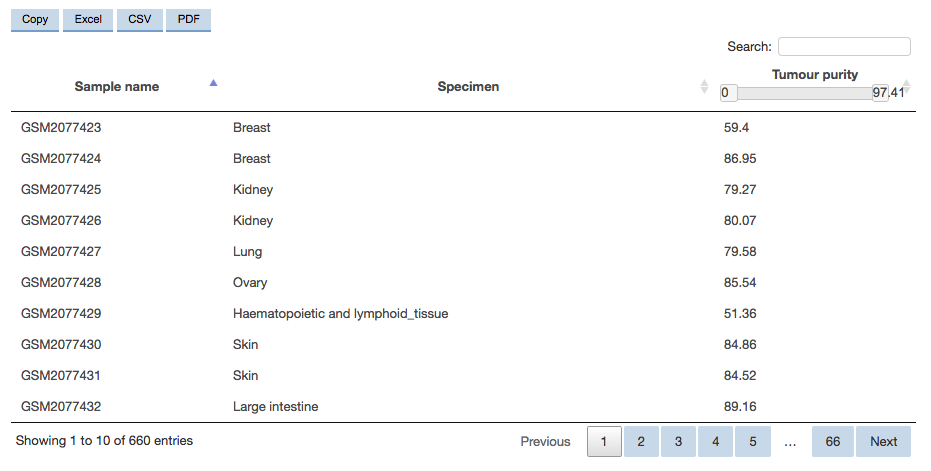 Copy Excel CSV PDF
Search:
Sample name Specimen Tumour purity
0 97.41
GSM2077423 Breast 59.4
GSM2077424 Breast 86.95
GSM2077425 Kidney 79.27
GSM2077426 Kidney 80.07
GSM2077427 Lung 79.58
GSM2077428 Ovary 85.54
GSM2077429 Haematopoietic and lymphoid_tissue 51.36
GSM2077430 Skin 84.86
GSM2077431 Skin 84.52
GSM2077432 Large intestine 89.16
Showing 1 to 10 of 660 entries Previous 1 2 3 4 5 ... 66 Next